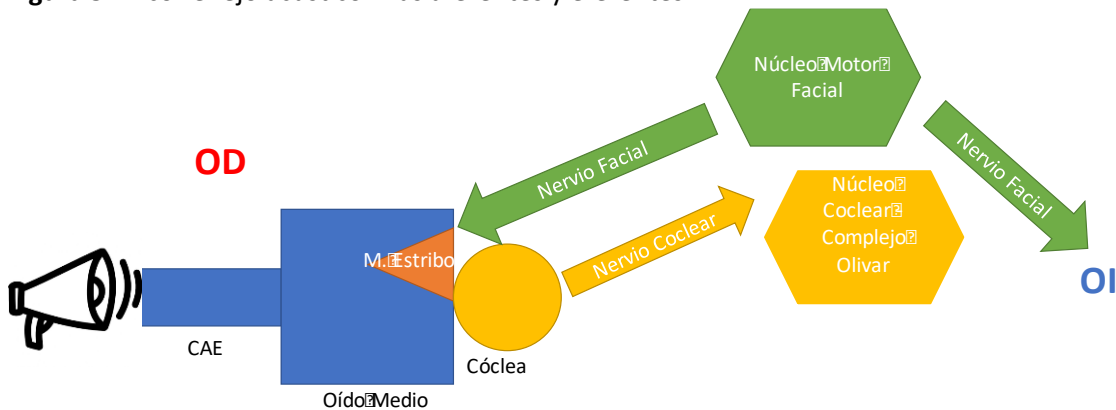 Núcleo Motor
Facial
OD
Nervio Facial
Nervio Facial
Núcleo
Coclear-
Complejo
Olivar
Nervio Coclear
M. Estribo
OI
CAE
Cóclea
Oído Medio